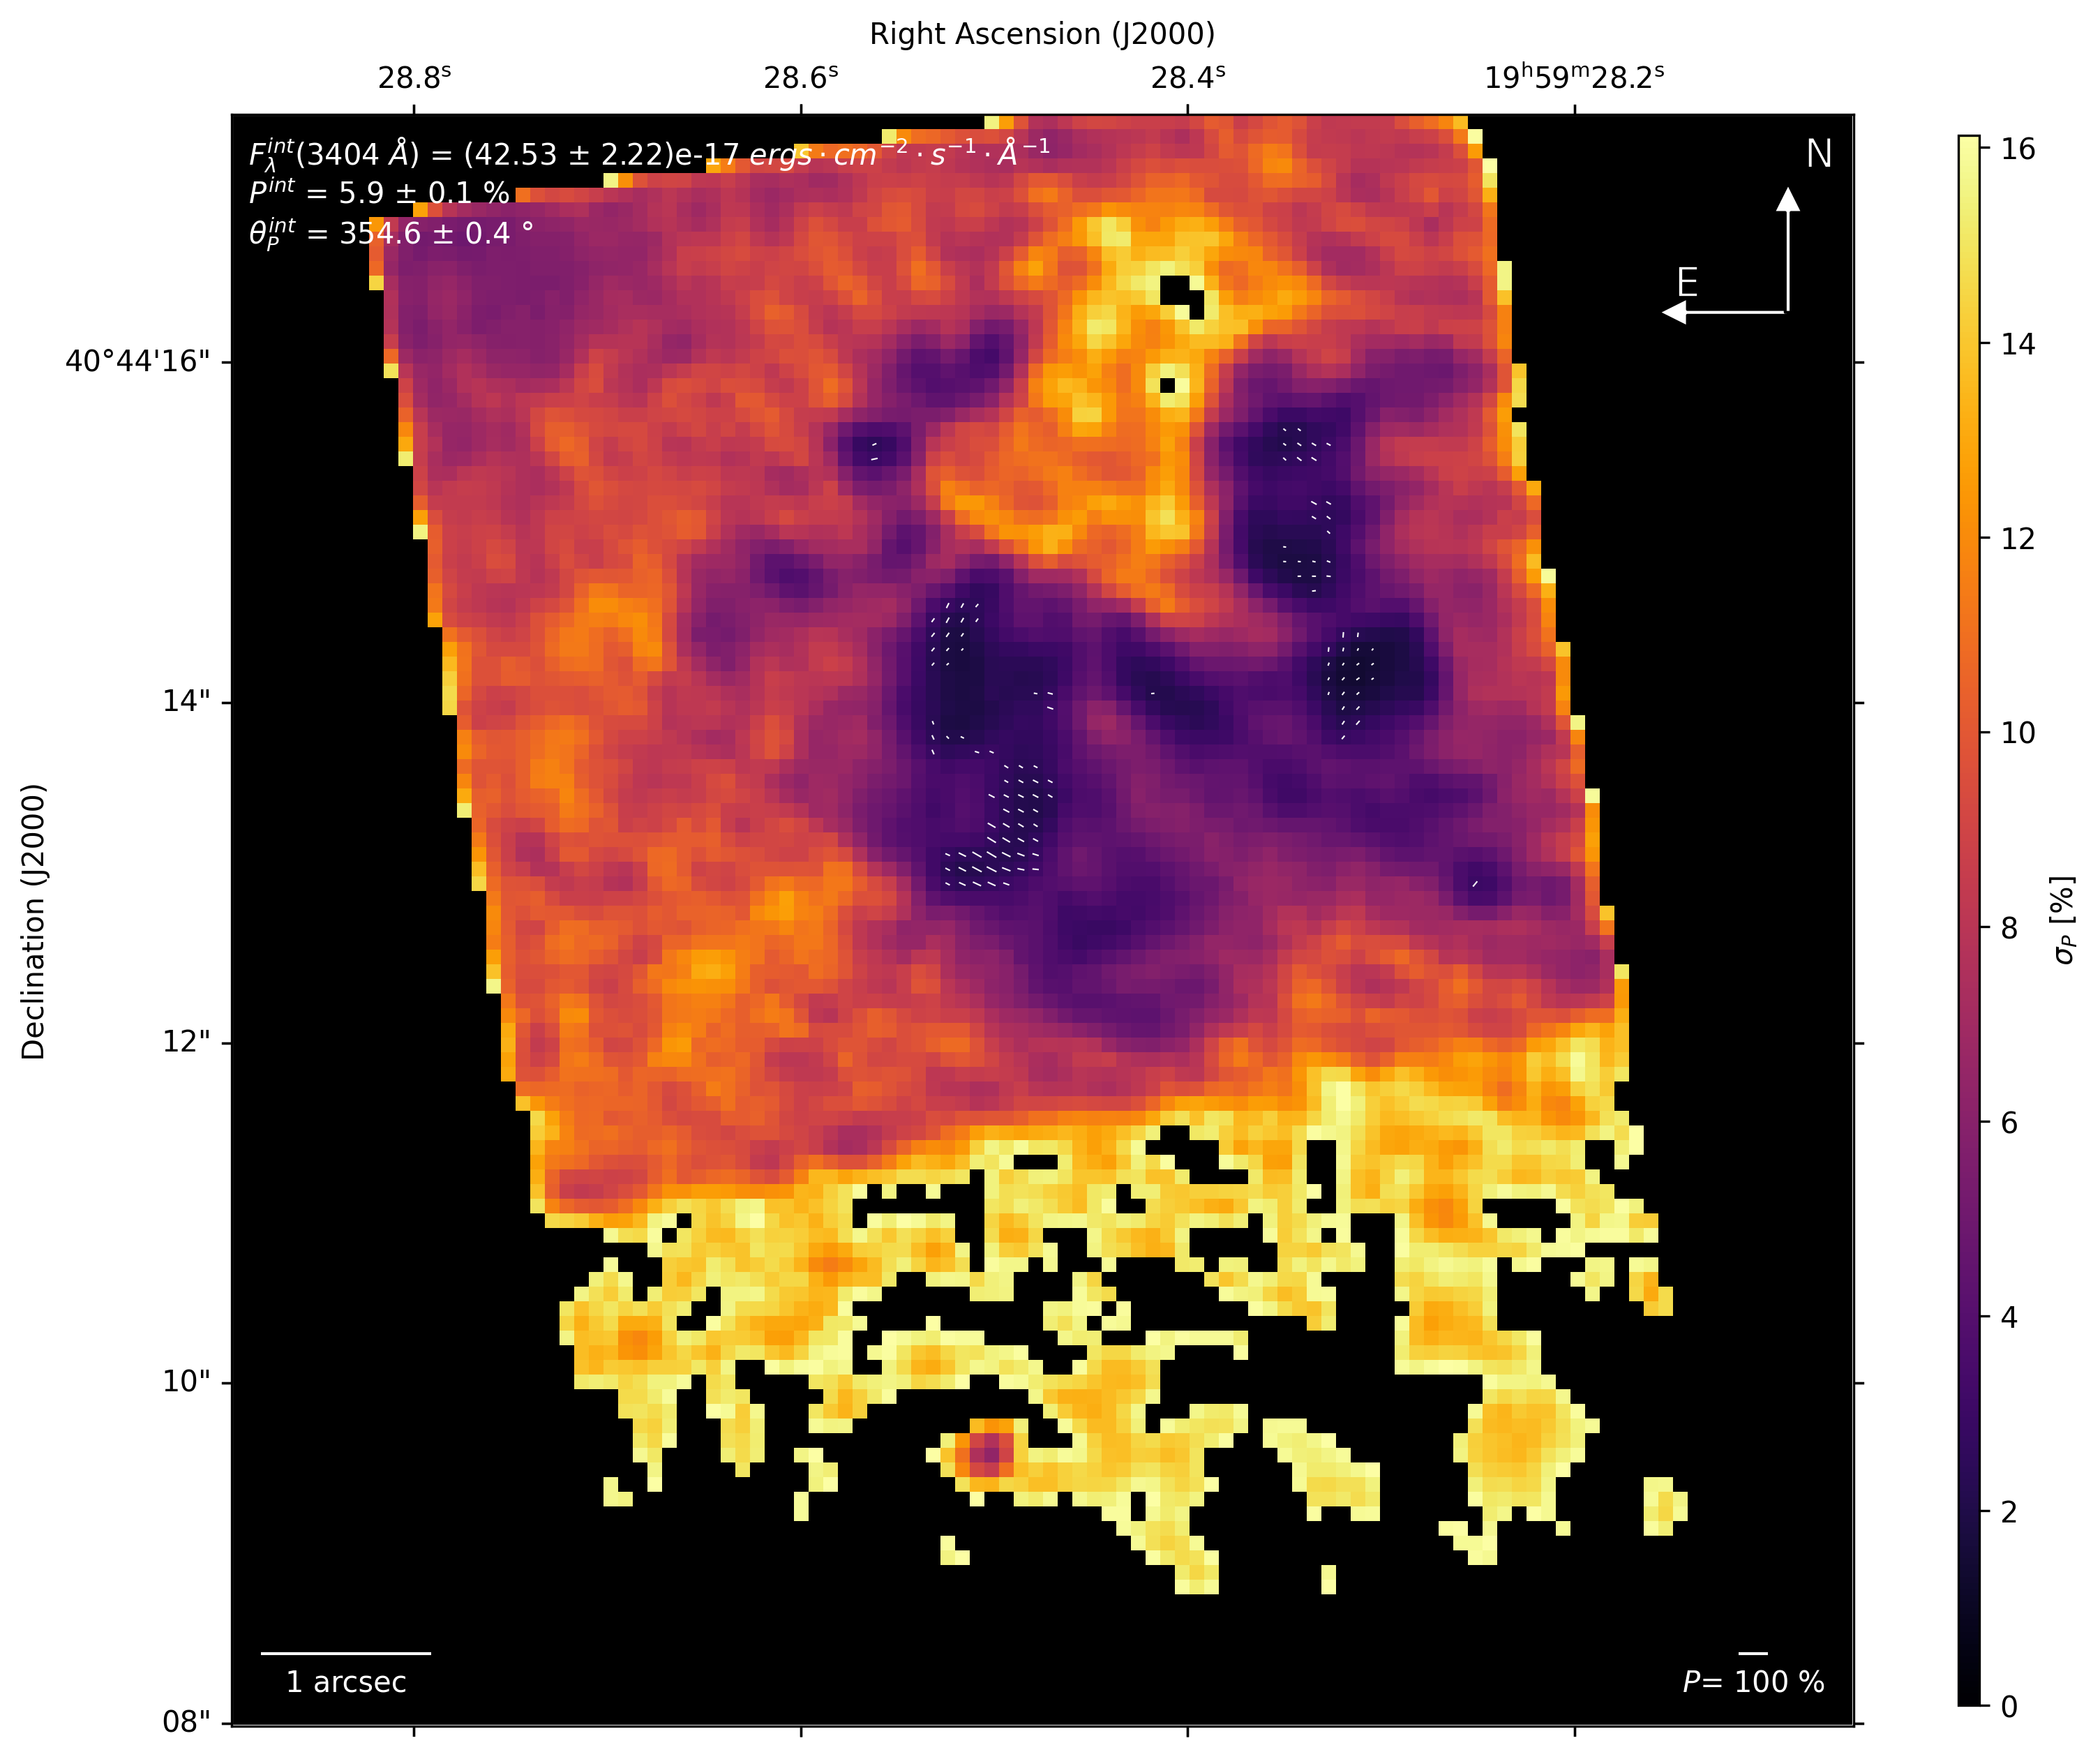 Right Ascension (J2000)
28.8ˢ 28.6ˢ 28.4ˢ 19ʰ59ᵐ28.2ˢ
F_λ^int(3404 Å) = (42.53 ± 2.22)e-17 ergs · cm⁻² · s⁻¹ · Å⁻¹
P^int = 5.9 ± 0.1 %
θ_P^int = 354.6 ± 0.4 °
N
E
40°44'16"
14"
12"
10"
08"
Declination (J2000)
1 arcsec
P= 100 %
16
14
12
10
8
6
4
2
0
σ_P [%]